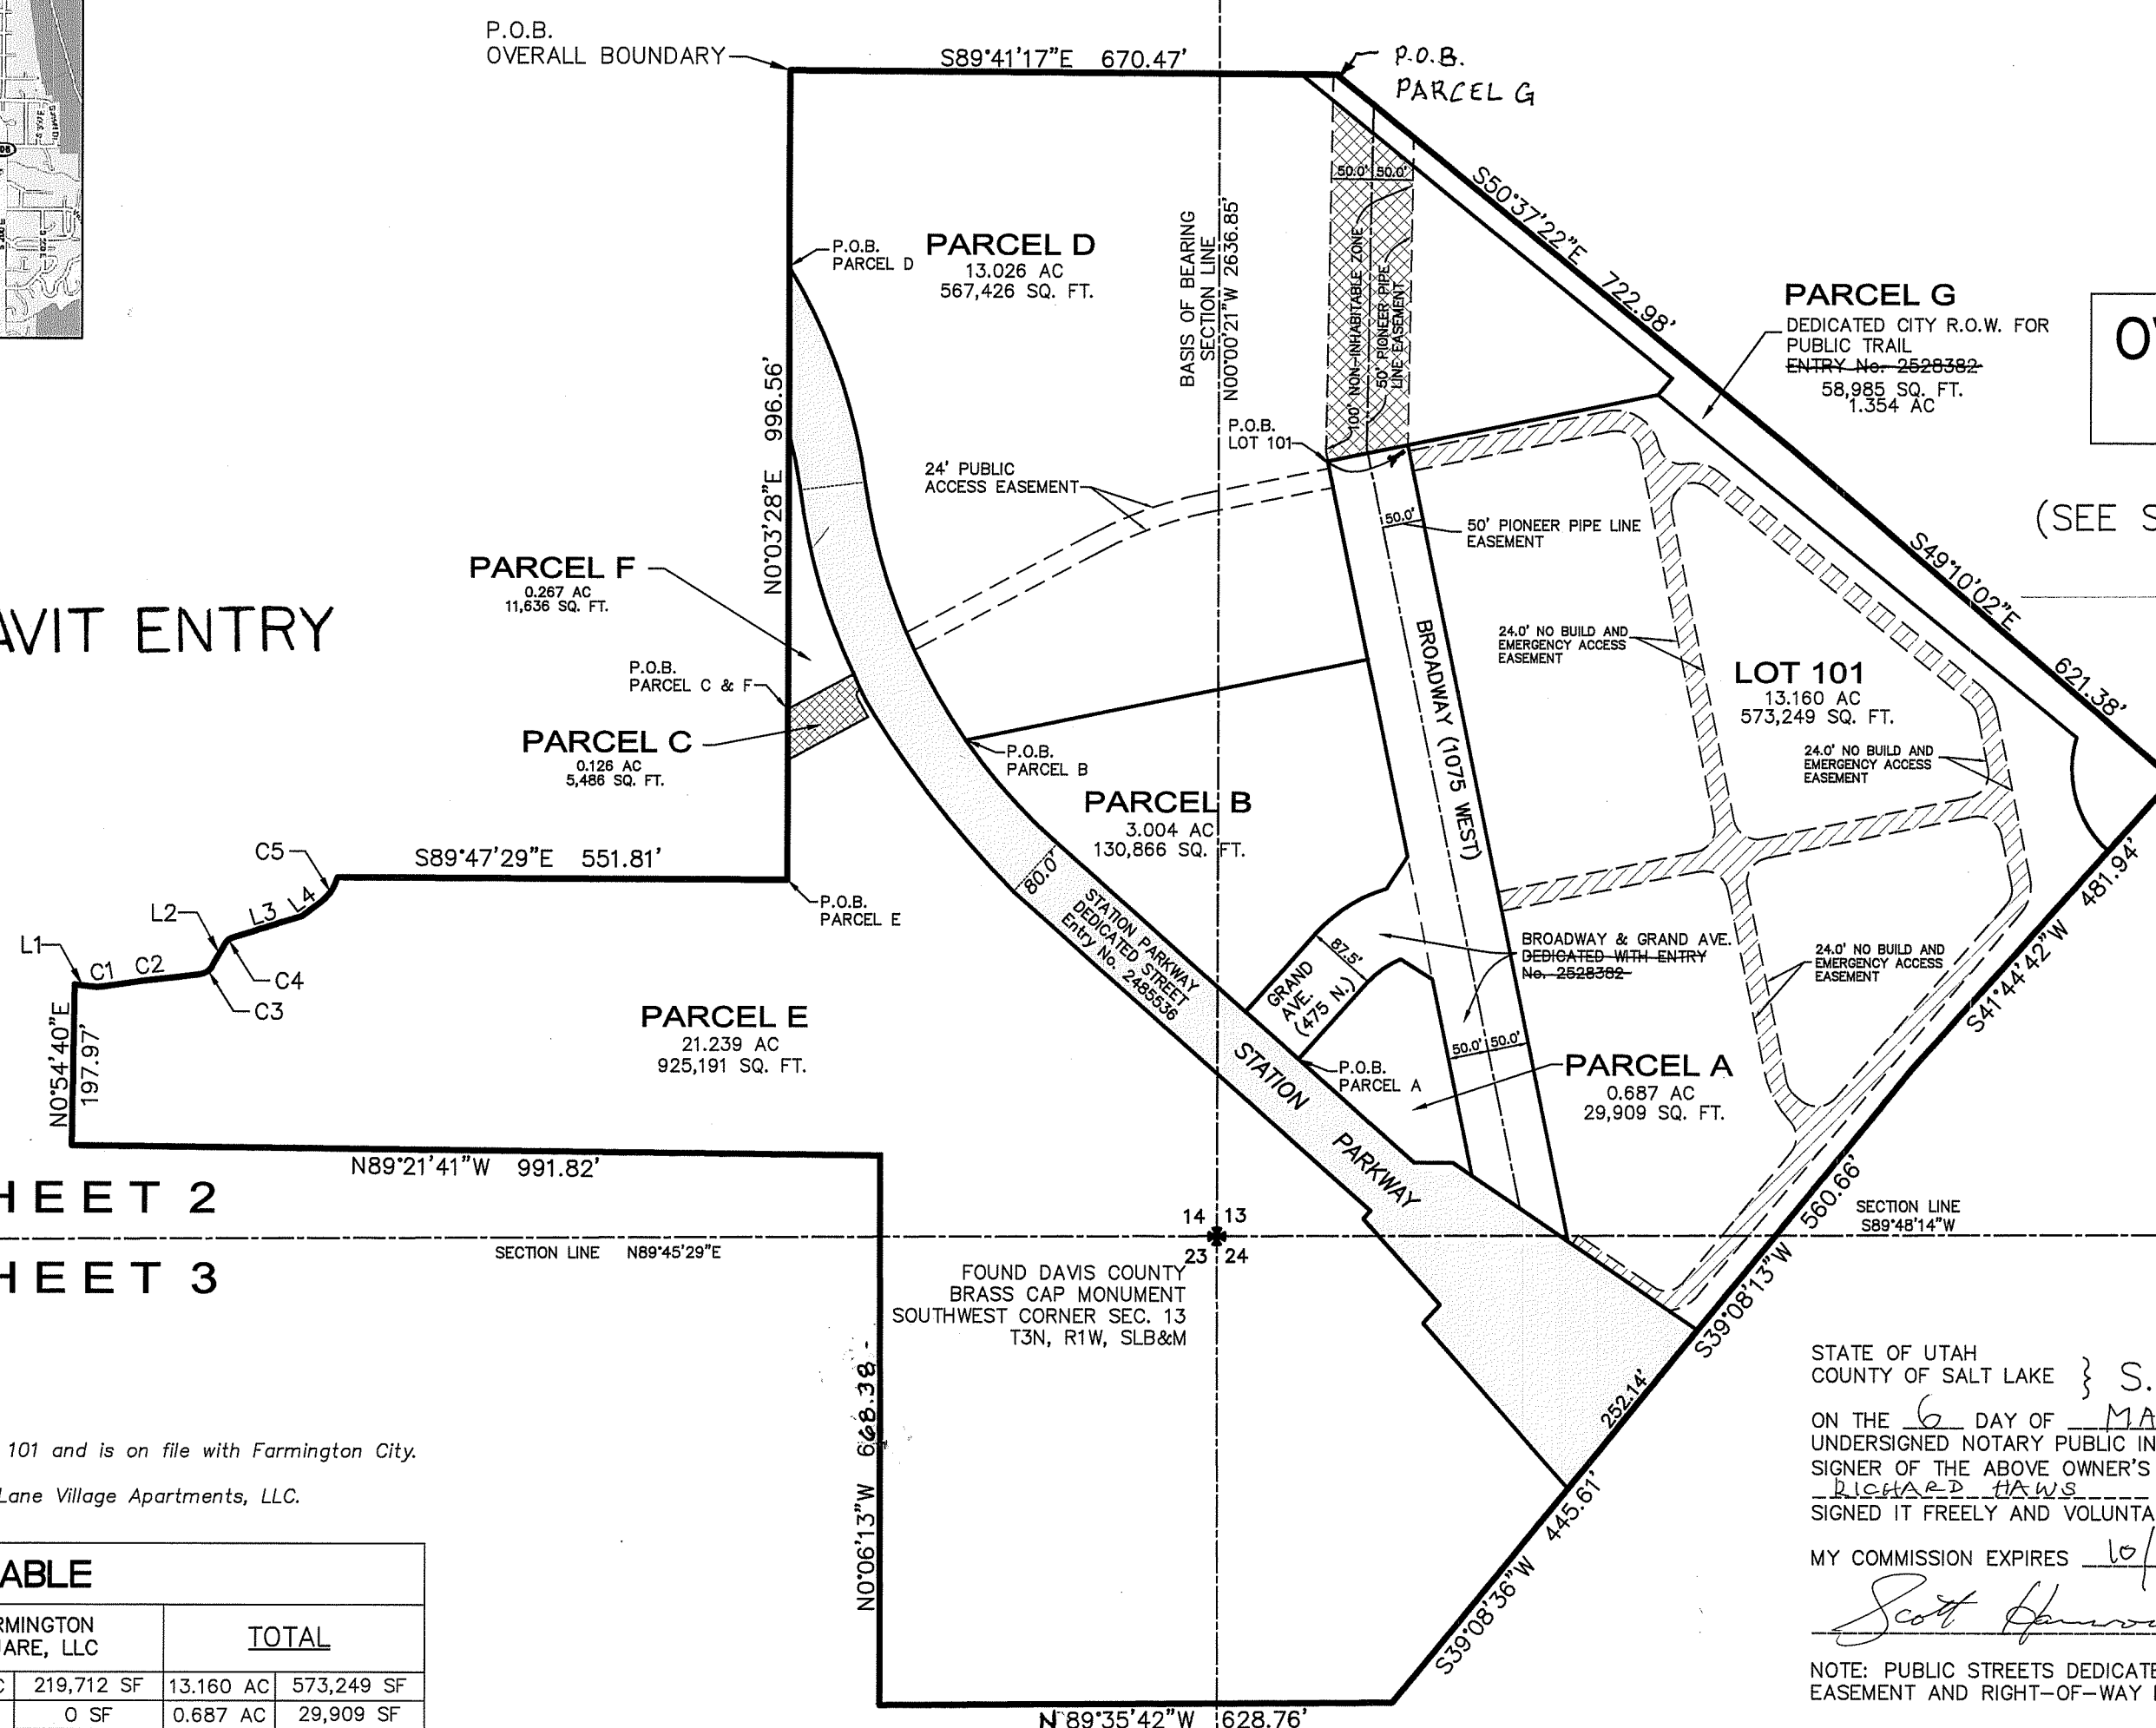 P.O.B.
OVERALL BOUNDARY
S89°41'17"E 670.47'
P.O.B.
PARCEL G
S50°37'22"E 722.98'
50.0' 50.0'
100' NON-INHABITABLE ZONE
50' PIONEER PIPE
LINE EASEMENT
BASIS OF BEARING
SECTION LINE
N00°00'21"W 2636.85'
P.O.B.
PARCEL D
PARCEL D
13.026 AC
567,426 SQ. FT.
PARCEL G
DEDICATED CITY R.O.W. FOR
PUBLIC TRAIL
ENTRY No. 2528382
58,985 SQ. FT.
1.354 AC
(SEE S
N0°03'28"E 996.56'
P.O.B.
LOT 101
24' PUBLIC
ACCESS EASEMENT
50.0'
50' PIONEER PIPE LINE
EASEMENT
S49°10'02"E 621.38'
AVIT ENTRY
PARCEL F
0.267 AC
11,636 SQ. FT.
P.O.B.
PARCEL C & F
PARCEL C
0.126 AC
5,486 SQ. FT.
BROADWAY (1075 WEST)
24.0' NO BUILD AND
EMERGENCY ACCESS
EASEMENT
LOT 101
13.160 AC
573,249 SQ. FT.
24.0' NO BUILD AND
EMERGENCY ACCESS
EASEMENT
P.O.B.
PARCEL B
PARCEL B
3.004 AC
130,866 SQ. FT.
C5
S89°47'29"E 551.81'
L2
L3
L4
L1
C1
C2
C4
C3
P.O.B.
PARCEL E
80.0'
STATION PARKWAY
DEDICATED STREET
Entry No. 2485536
87.5'
GRAND
AVE.
(475 N.)
BROADWAY & GRAND AVE.
DEDICATED WITH ENTRY
No. 2528382
24.0' NO BUILD AND
EMERGENCY ACCESS
EASEMENT
S41°44'42"W 481.94'
N0°54'40"E
197.97'
PARCEL E
21.239 AC
925,191 SQ. FT.
50.0' 50.0'
P.O.B.
PARCEL A
PARCEL A
0.687 AC
29,909 SQ. FT.
STATION PARKWAY
N89°21'41"W 991.82'
S39°08'13"W 560.66'
SECTION LINE
S89°48'14"W
HEET 2
HEET 3
SECTION LINE N89°45'29"E
14 13
23 24
FOUND DAVIS COUNTY
BRASS CAP MONUMENT
SOUTHWEST CORNER SEC. 13
T3N, R1W, SLB&M
N0°06'13"W 668.38
252.14'
S39°08'36"W 445.61'
N 89°35'42"W 628.76'
101 and is on file with Farmington City.
Lane Village Apartments, LLC.
ABLE
RMINGTON
UARE, LLC
TOTAL
C 219,712 SF 13.160 AC 573,249 SF
0 SF 0.687 AC 29,909 SF
STATE OF UTAH
COUNTY OF SALT LAKE } S.
ON THE 6 DAY OF MA
UNDERSIGNED NOTARY PUBLIC IN
SIGNER OF THE ABOVE OWNER'S
RICHARD HAWS
SIGNED IT FREELY AND VOLUNTA
MY COMMISSION EXPIRES 10/
Scott
NOTE: PUBLIC STREETS DEDICATE
EASEMENT AND RIGHT-OF-WAY